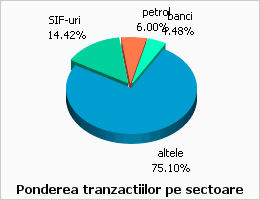 petrol
6.00%
banci
4.48%
SIF-uri
14.42%
altele
75.10%
Ponderea tranzactiilor pe sectoare